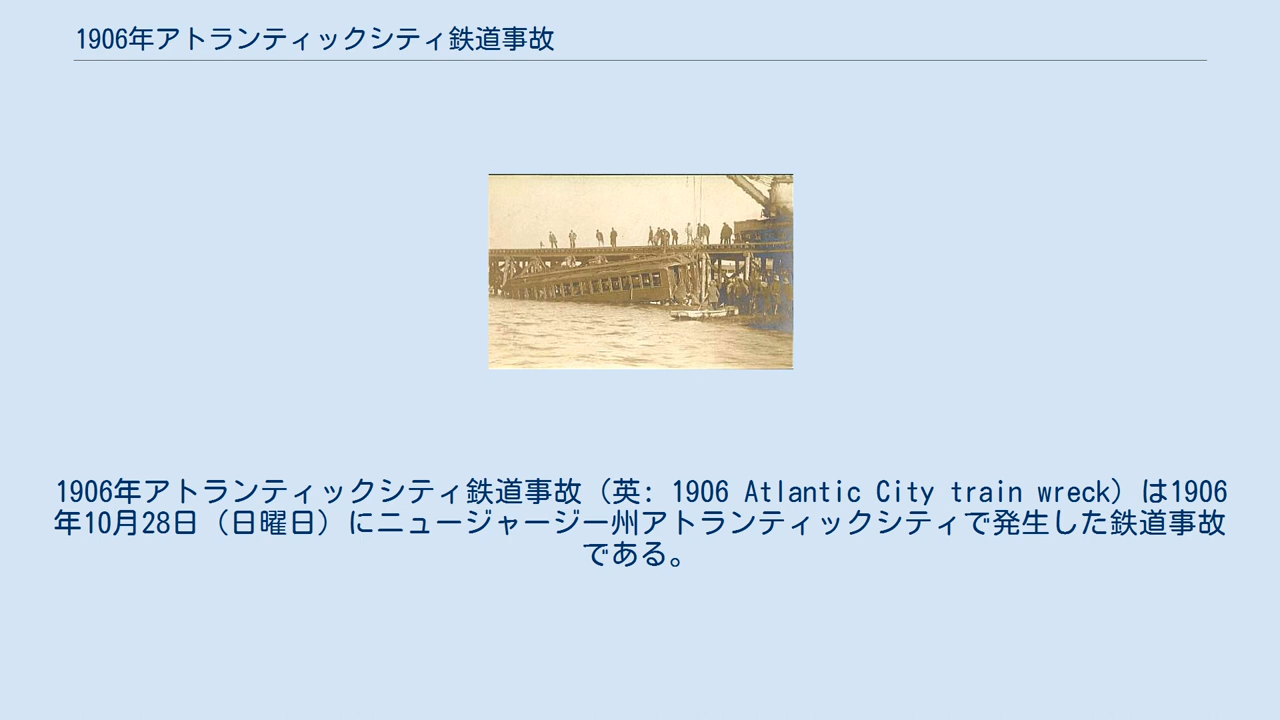 1906年アトランティックシティ鉄道事故
1906年アトランティックシティ鉄道事故（英: 1906 Atlantic City train wreck）は1906
年10月28日（日曜日）にニュージャージー州アトランティックシティで発生した鉄道事故
である。